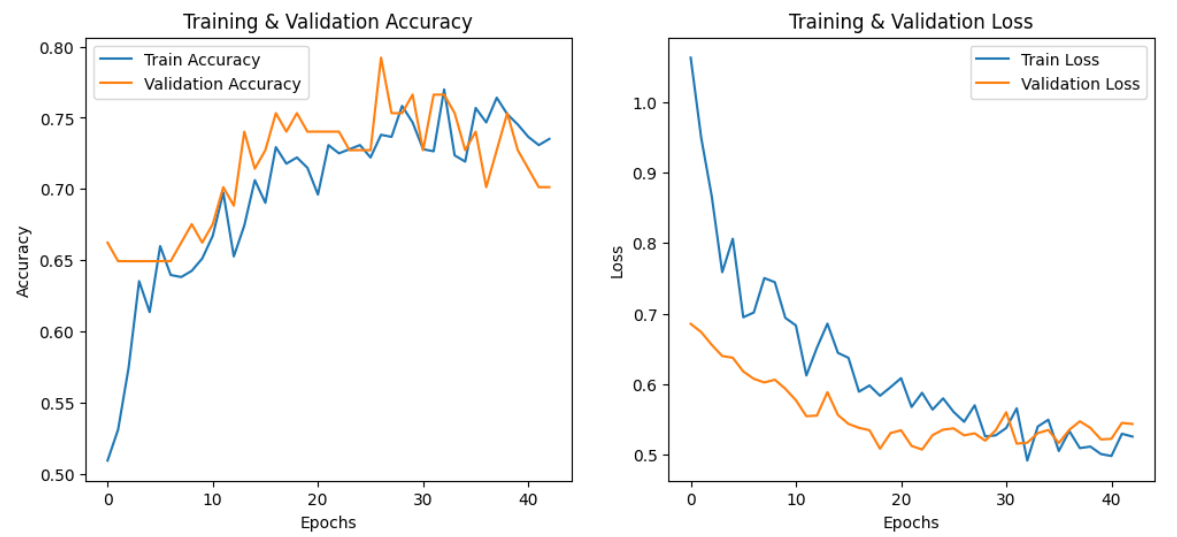 Training & Validation Accuracy
Train Accuracy
Validation Accuracy
0.80
0.75
0.70
0.65
0.60
0.55
0.50
Accuracy
0
10
20
30
40
Epochs
Training & Validation Loss
Train Loss
Validation Loss
1.0
0.9
0.8
0.7
0.6
0.5
Loss
0
10
20
30
40
Epochs